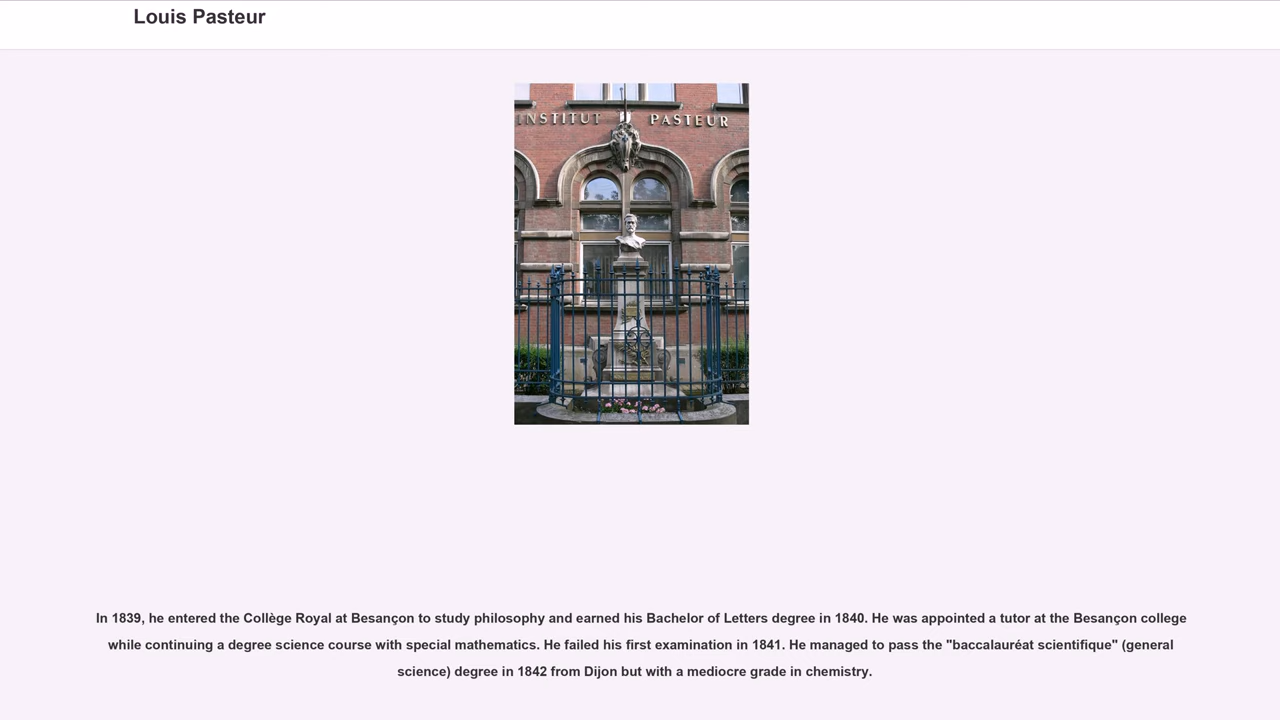 Louis Pasteur
INSTITUT PASTEUR
In 1839, he entered the Collège Royal at Besançon to study philosophy and earned his Bachelor of Letters degree in 1840. He was appointed a tutor at the Besançon college
while continuing a degree science course with special mathematics. He failed his first examination in 1841. He managed to pass the "baccalauréat scientifique" (general
science) degree in 1842 from Dijon but with a mediocre grade in chemistry.